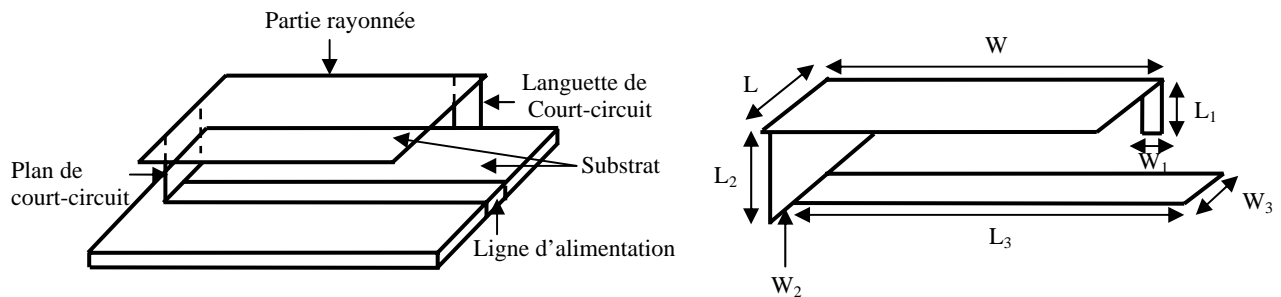 Partie rayonnée
Languette de
Court-circuit
Plan de
court-circuit
Substrat
Ligne d'alimentation
W
L
L₁
W₁
L₂
W₃
L₃
W₂